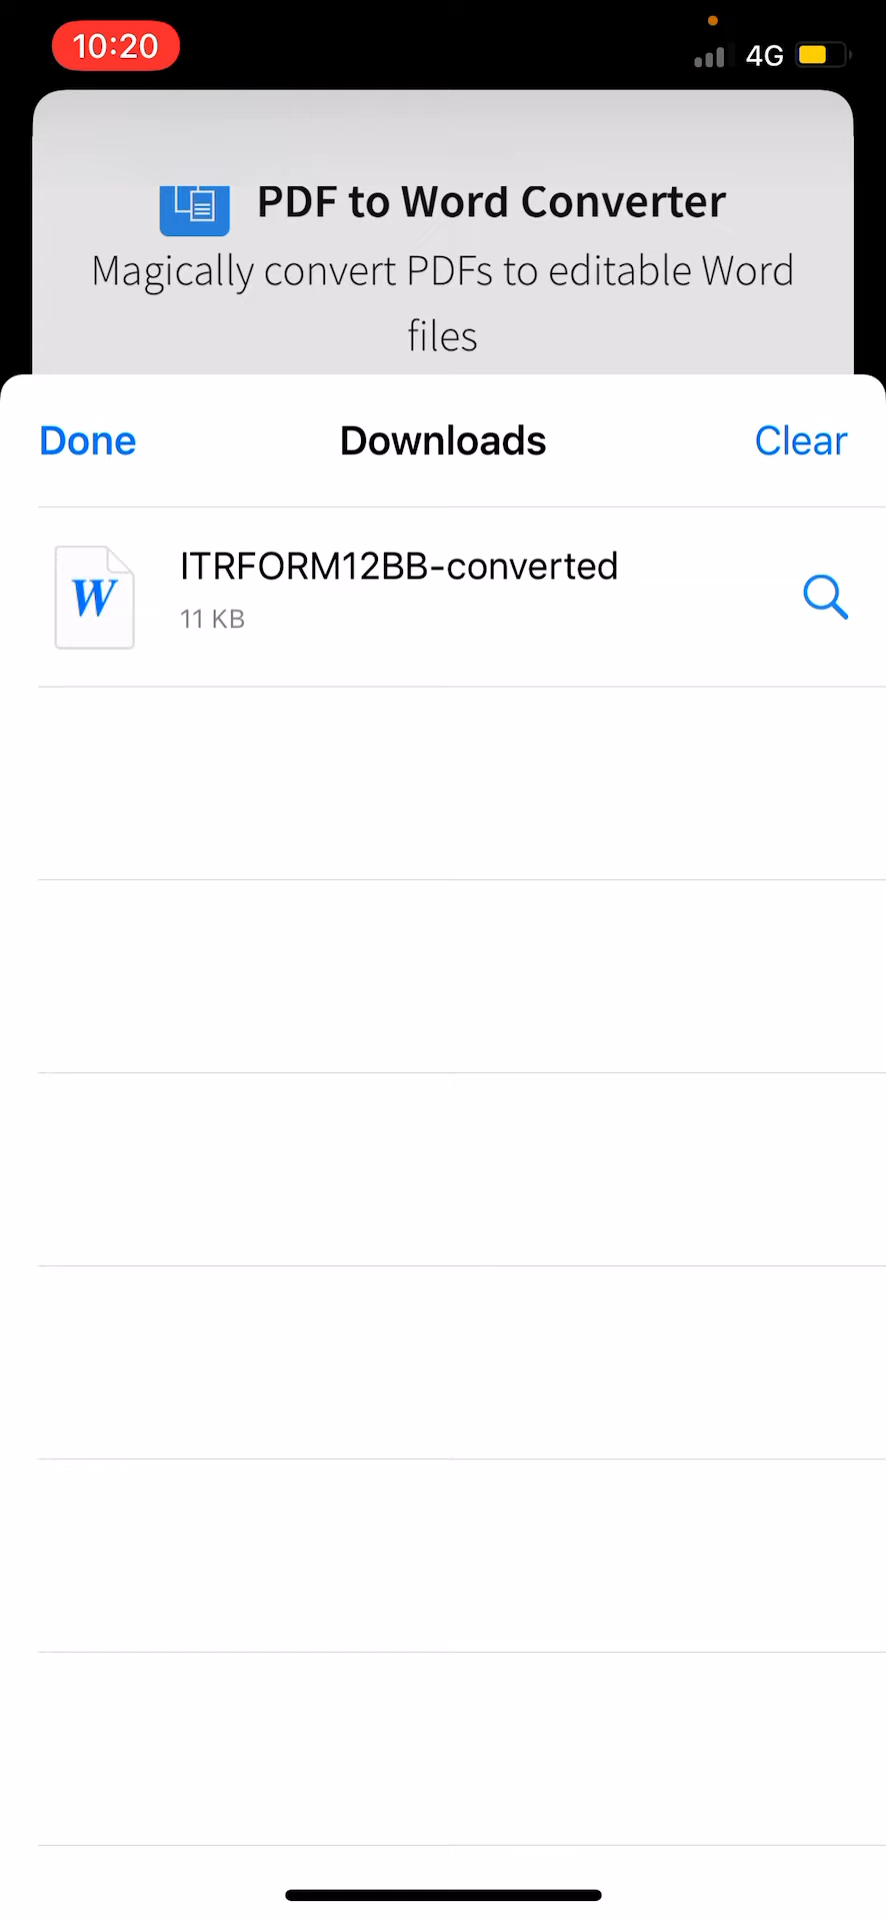 10:20
4G
PDF to Word Converter
Magically convert PDFs to editable Word
files
Done
Downloads
Clear
W
ITRFORM12BB-converted
11 KB